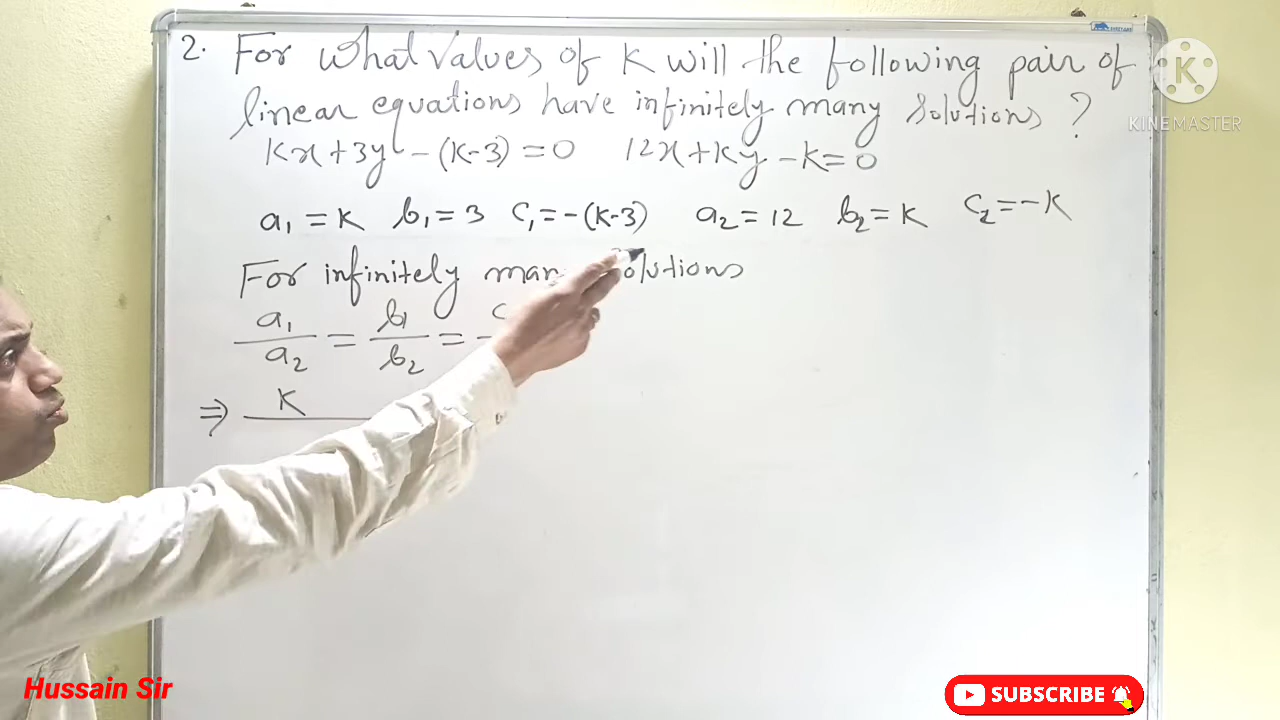 2. For what values of K will the following pair of
linear equations have infinitely many solutions ?
Kx + 3y - (K-3) = 0 12x + Ky - K = 0
a₁ = K b₁ = 3 c₁ = -(K-3) a₂ = 12 b₂ = K c₂ = -K
For infinitely solutions
a₁/a₂ = b₁/b₂ =
⇒ K
K
KINEMASTER
Hussain Sir
SUBSCRIBE